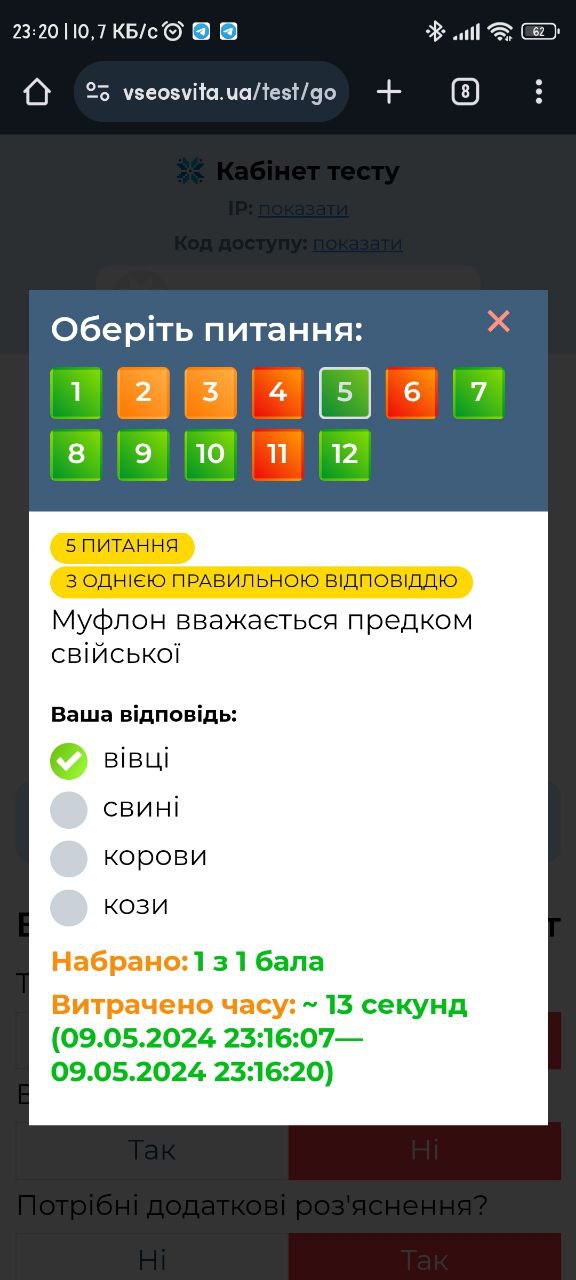 23:20 | 10,7 КБ/с
62
vseosvita.ua/test/go
8
Кабінет тесту
IP: показати
Код доступу: показати
Оберіть питання:
1 2 3 4 5 6 7
8 9 10 11 12
5 ПИТАННЯ
З ОДНІЄЮ ПРАВИЛЬНОЮ ВІДПОВІДДЮ
Муфлон вважається предком
свійської
Ваша відповідь:
вівці
свині
корови
кози
Набрано: 1 з 1 бала
Витрачено часу: ~ 13 секунд
(09.05.2024 23:16:07—
09.05.2024 23:16:20)
Так Ні
Потрібні додаткові роз'яснення?
Ні Так